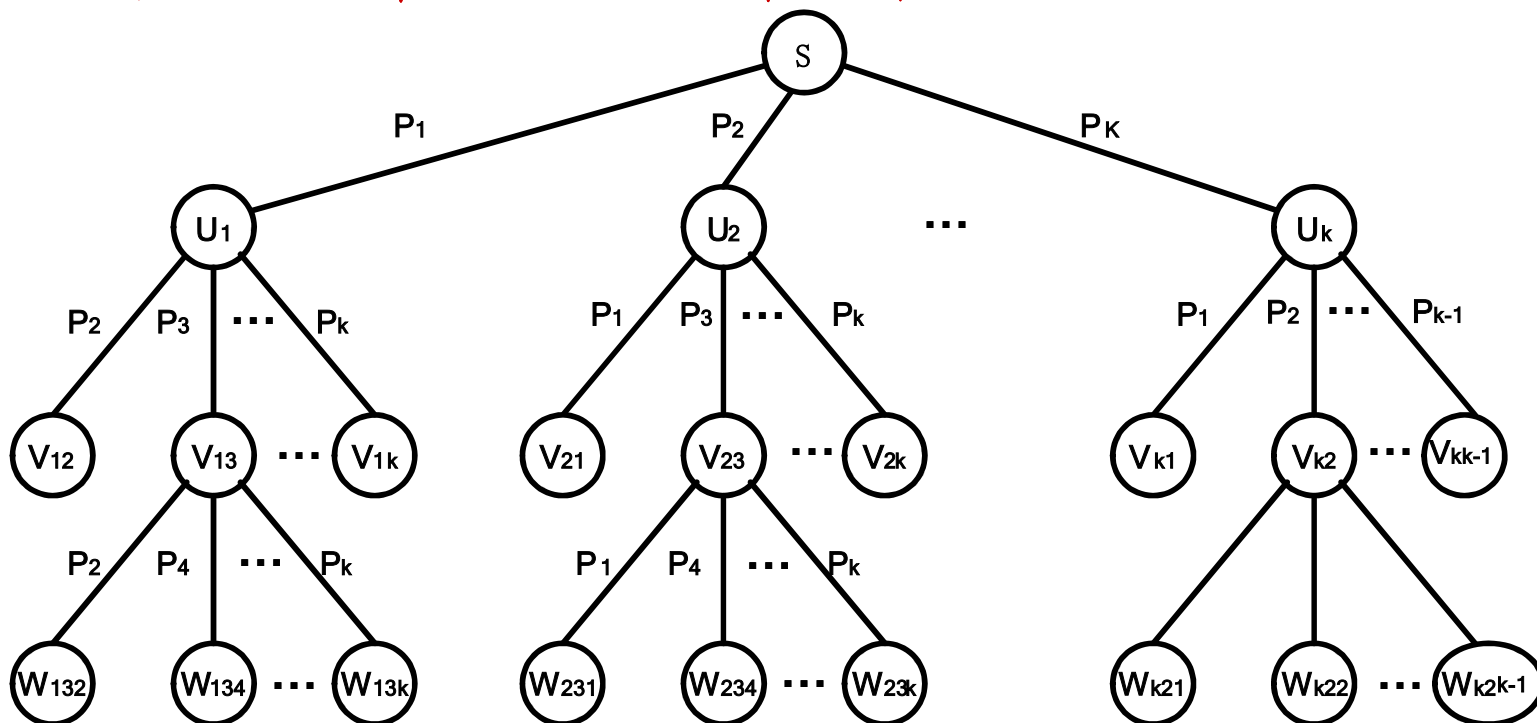 S
P1 P2 PK
U1 U2 ... Uk
P2 P3 ... Pk P1 P3 ... Pk P1 P2 ... Pk-1
V12 V13 ... V1k V21 V23 ... V2k Vk1 Vk2 ... Vkk-1
P2 P4 ... Pk P1 P4 ... Pk
W132 W134 ... W13k W231 W234 ... W23k Wk21 Wk22 ... Wk2k-1